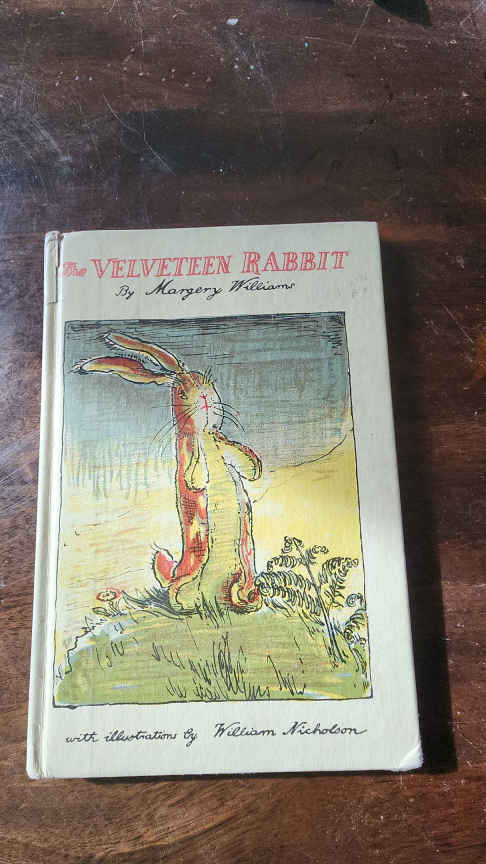 The VELVETEEN RABBIT
By Margery Williams
with illustrations by William Nicholson